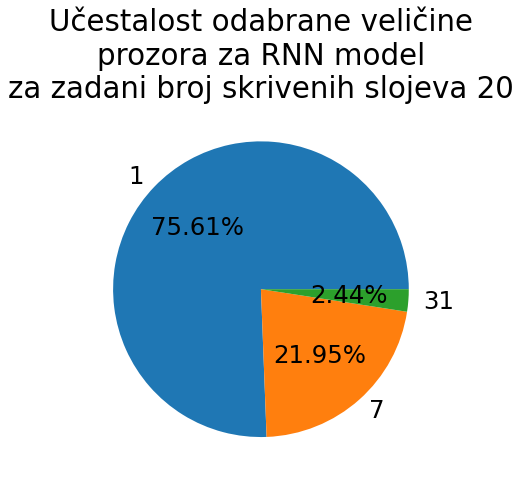 Učestalost odabrane veličine
prozora za RNN model
za zadani broj skrivenih slojeva 20
1
75.61%
2.44%
31
21.95%
7